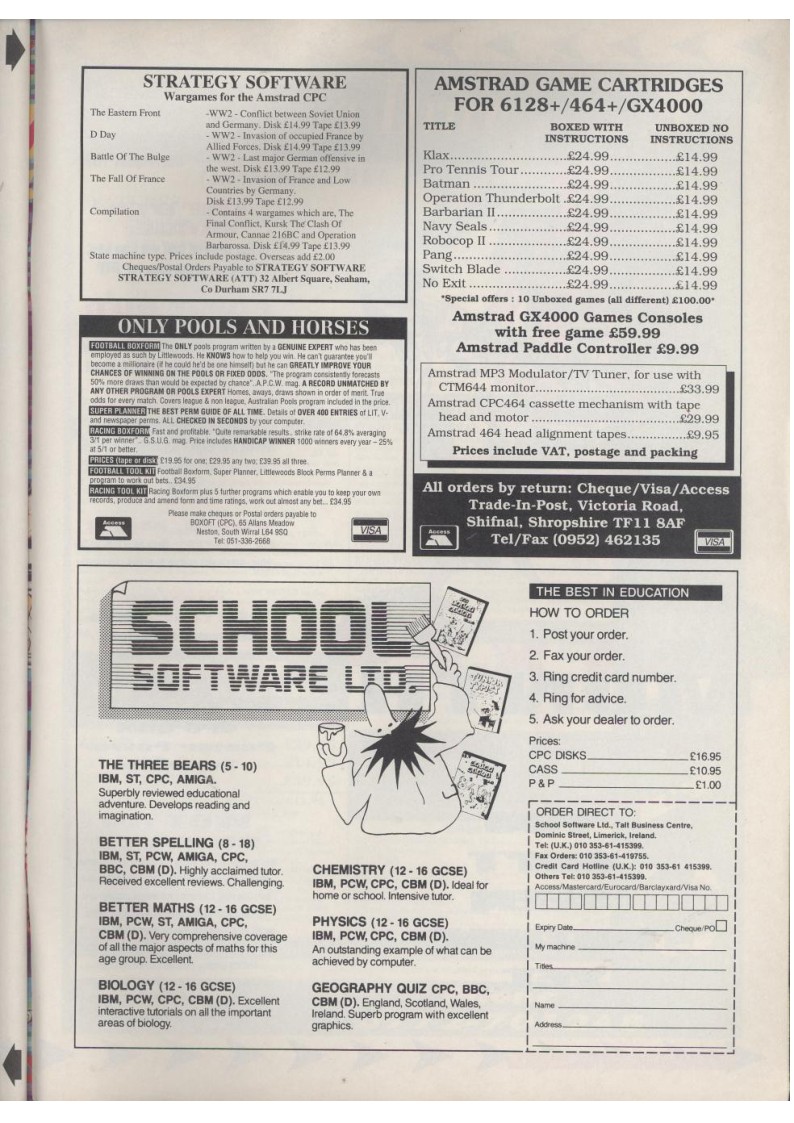 STRATEGY SOFTWARE
Wargames for the Amstrad CPC
The Eastern Front -WW2 - Conflict between Soviet Union
and Germany. Disk £14.99 Tape £13.99
D Day - WW2 - Invasion of occupied France by
Allied Forces. Disk £14.99 Tape £13.99
Battle Of The Bulge - WW2 - Last major German offensive in
the west. Disk £13.99 Tape £12.99
The Fall Of France - WW2 - Invasion of France and Low
Countries by Germany.
Disk £13.99 Tape £12.99
Compilation - Contains 4 wargames which are, The
Final Conflict, Kursk The Clash Of
Armour, Cannae 216BC and Operation
Barbarossa. Disk £14.99 Tape £13.99
State machine type. Prices include postage. Overseas add £2.00
Cheques/Postal Orders Payable to STRATEGY SOFTWARE
STRATEGY SOFTWARE (ATT) 32 Albert Square, Seaham,
Co Durham SR7 7LJ
ONLY POOLS AND HORSES
FOOTBALL BOXFORM The ONLY pools program written by a GENUINE EXPERT who has been
employed as such by Littlewoods. He KNOWS how to help you win. He can't guarantee you'll
become a millionaire (if he could he'd be one himself) but he can GREATLY IMPROVE YOUR
CHANCES OF WINNING ON THE POOLS OR FIXED ODDS. "The program consistently forecasts
50% more draws than would be expected by chance"..A.P.C.W. mag. A RECORD UNMATCHED BY
ANY OTHER PROGRAM OR POOLS EXPERT Homes, aways, draws shown in order of merit. True
odds for every match. Covers league & non league, Australian Pools program included in the price.
SUPER PLANNER THE BEST PERM GUIDE OF ALL TIME. Details of OVER 400 ENTRIES of LIT, V-
and newspaper perms. ALL CHECKED IN SECONDS by your computer.
RACING BOXFORM Fast and profitable. "Quite remarkable results.. strike rate of 64.8% averaging
3/1 per winner".. G.S.U.G. mag. Price includes HANDICAP WINNER 1000 winners every year – 25%
at 5/1 or better.
PRICES (tape or disk) £19.95 for one; £29.95 any two; £39.95 all three.
FOOTBALL TOOL KIT Football Boxform, Super Planner, Littlewoods Block Perms Planner & a
program to work out bets.. £34.95
RACING TOOL KIT Racing Boxform plus 5 further programs which enable you to keep your own
records, produce and amend form and time ratings, work out almost any bet... £34.95
Please make cheques or Postal orders payable to
BOXOFT (CPC), 65 Allans Meadow
Neston, South Wirral L64 9SQ
Tel: 051-336-2668
Access
VISA
AMSTRAD GAME CARTRIDGES
FOR 6128+/464+/GX4000
TITLE BOXED WITH INSTRUCTIONS UNBOXED NO INSTRUCTIONS
Klax..............................£24.99..................£14.99
Pro Tennis Tour..........£24.99..................£14.99
Batman ........................£24.99..................£14.99
Operation Thunderbolt .£24.99..................£14.99
Barbarian II..................£24.99..................£14.99
Navy Seals....................£24.99..................£14.99
Robocop II ...................£24.99..................£14.99
Pang..............................£24.99..................£14.99
Switch Blade ................£24.99..................£14.99
No Exit .........................£24.99..................£14.99
*Special offers : 10 Unboxed games (all different) £100.00*
Amstrad GX4000 Games Consoles
with free game £59.99
Amstrad Paddle Controller £9.99
Amstrad MP3 Modulator/TV Tuner, for use with
CTM644 monitor..........................£33.99
Amstrad CPC464 cassette mechanism with tape
head and motor ..........................£29.99
Amstrad 464 head alignment tapes.............£9.95
Prices include VAT, postage and packing
All orders by return: Cheque/Visa/Access
Trade-In-Post, Victoria Road,
Shifnal, Shropshire TF11 8AF
Tel/Fax (0952) 462135
Access
VISA
SCHOOL
SOFTWARE LTD.
THE THREE BEARS (5 - 10)
IBM, ST, CPC, AMIGA.
Superbly reviewed educational
adventure. Develops reading and
imagination.
BETTER SPELLING (8 - 18)
IBM, ST, PCW, AMIGA, CPC,
BBC, CBM (D). Highly acclaimed tutor.
Received excellent reviews. Challenging.
BETTER MATHS (12 - 16 GCSE)
IBM, PCW, ST, AMIGA, CPC,
CBM (D). Very comprehensive coverage
of all the major aspects of maths for this
age group. Excellent.
BIOLOGY (12 - 16 GCSE)
IBM, PCW, CPC, CBM (D). Excellent
interactive tutorials on all the important
areas of biology.
CHEMISTRY (12 - 16 GCSE)
IBM, PCW, CPC, CBM (D). Ideal for
home or school. Intensive tutor.
PHYSICS (12 - 16 GCSE)
IBM, PCW, CPC, CBM (D).
An outstanding example of what can be
achieved by computer.
GEOGRAPHY QUIZ CPC, BBC,
CBM (D). England, Scotland, Wales,
Ireland. Superb program with excellent
graphics.
THE BEST IN EDUCATION
HOW TO ORDER
1. Post your order.
2. Fax your order.
3. Ring credit card number.
4. Ring for advice.
5. Ask your dealer to order.
Prices:
CPC DISKS £16.95
CASS £10.95
P & P £1.00
ORDER DIRECT TO:
School Software Ltd., Tait Business Centre,
Dominic Street, Limerick, Ireland.
Tel: (U.K.) 010 353-61-415399.
Fax Orders: 010 353-61-419755.
Credit Card Hotline (U.K.): 010 353-61 415399.
Others Tel: 010 353-61-415399.
Access/Mastercard/Eurocard/Barclayxard/Visa No.
Expiry Date Cheque/PO
My machine
Titles
Name
Address